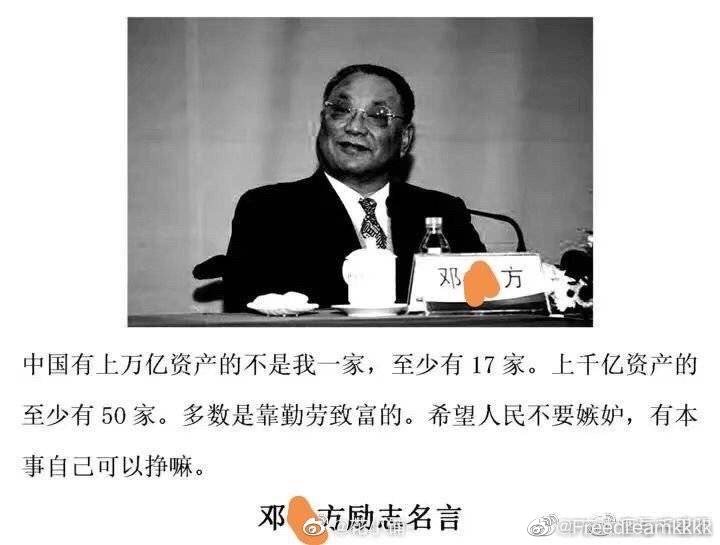 邓 方
中国有上万亿资产的不是我一家，至少有 17 家。上千亿资产的
至少有 50 家。多数是靠勤劳致富的。希望人民不要嫉妒，有本
事自己可以挣嘛。
邓 方励志名言
@Freedreamkkkk